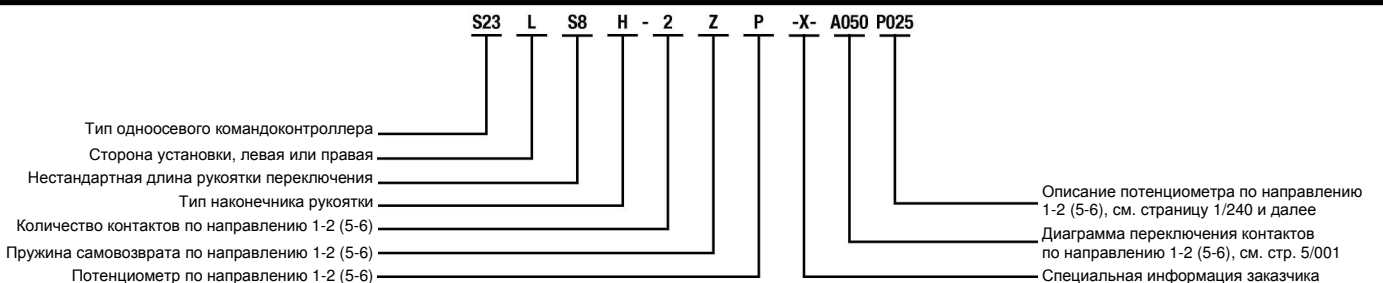 S23 L S8 H - 2 Z P -X- A050 P025
Тип одноосевого командоконтроллера
Сторона установки, левая или правая
Нестандартная длина рукоятки переключения
Тип наконечника рукоятки
Количество контактов по направлению 1-2 (5-6)
Пружина самовозврата по направлению 1-2 (5-6)
Потенциометр по направлению 1-2 (5-6)
Описание потенциометра по направлению
1-2 (5-6), см. страницу 1/240 и далее
Диаграмма переключения контактов
по направлению 1-2 (5-6), см. стр. 5/001
Специальная информация заказчика